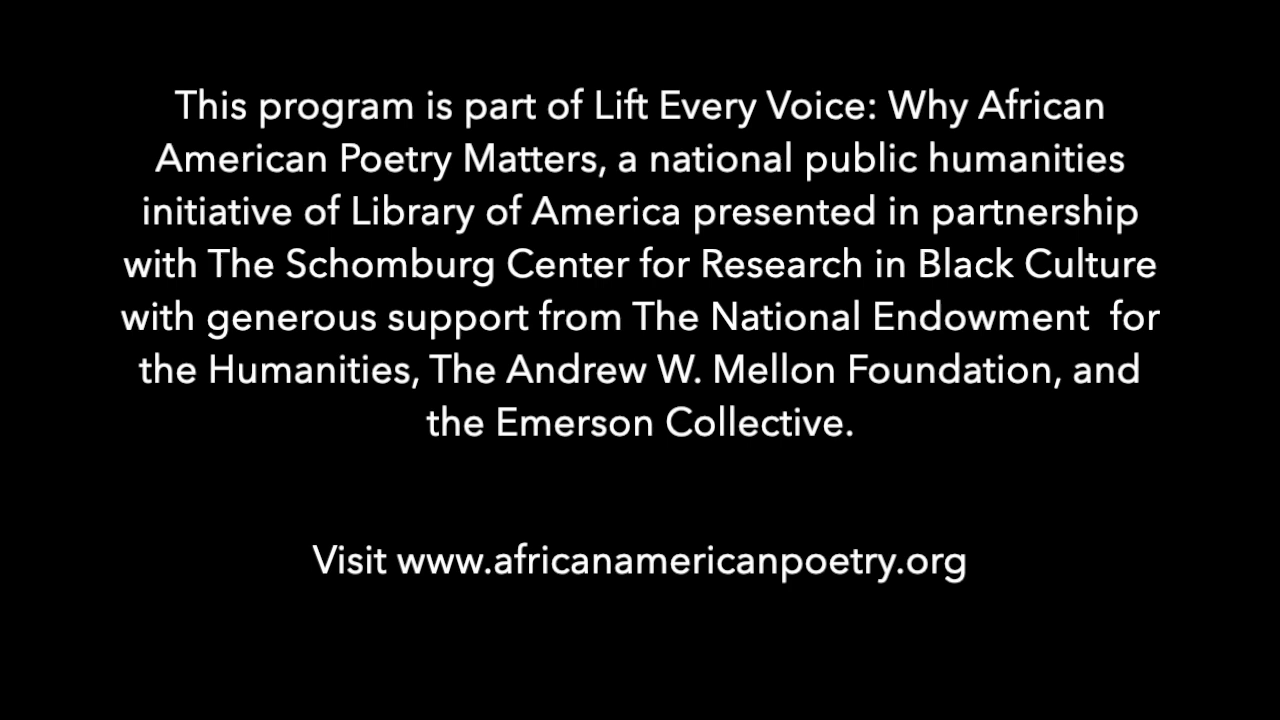 This program is part of Lift Every Voice: Why African
American Poetry Matters, a national public humanities
initiative of Library of America presented in partnership
with The Schomburg Center for Research in Black Culture
with generous support from The National Endowment  for
the Humanities, The Andrew W. Mellon Foundation, and
the Emerson Collective.
Visit www.africanamericanpoetry.org